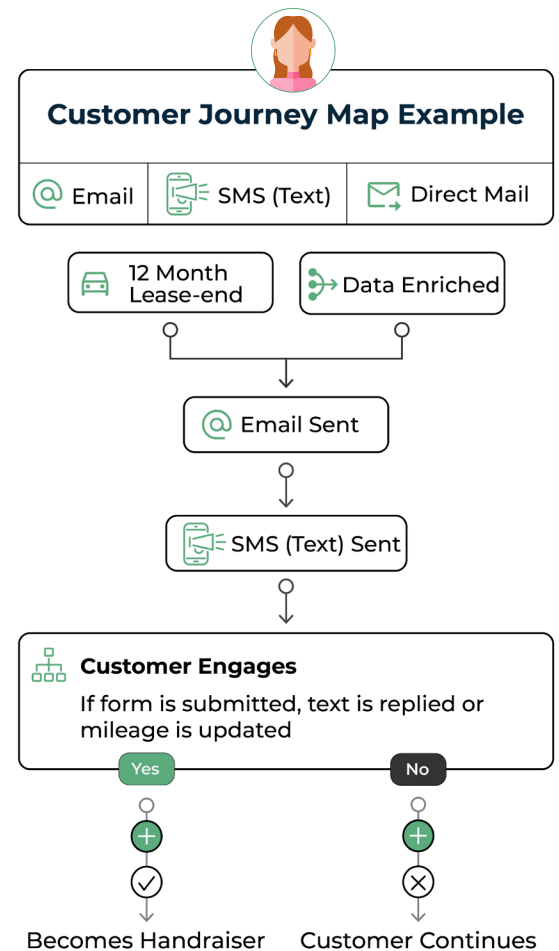 Customer Journey Map Example
Email
SMS (Text)
Direct Mail
12 Month
Lease-end
Data Enriched
Email Sent
SMS (Text) Sent
Customer Engages
If form is submitted, text is replied or
mileage is updated
Yes
No
Becomes Handraiser
Customer Continues